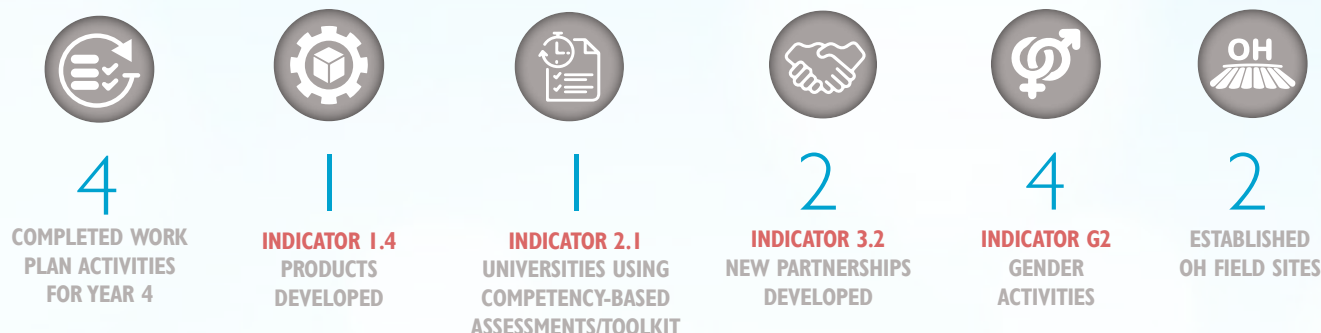 OH
4
COMPLETED WORK
PLAN ACTIVITIES
FOR YEAR 4
1
INDICATOR 1.4
PRODUCTS
DEVELOPED
1
INDICATOR 2.1
UNIVERSITIES USING
COMPETENCY-BASED
ASSESSMENTS/TOOLKIT
2
INDICATOR 3.2
NEW PARTNERSHIPS
DEVELOPED
4
INDICATOR G2
GENDER
ACTIVITIES
2
ESTABLISHED
OH FIELD SITES